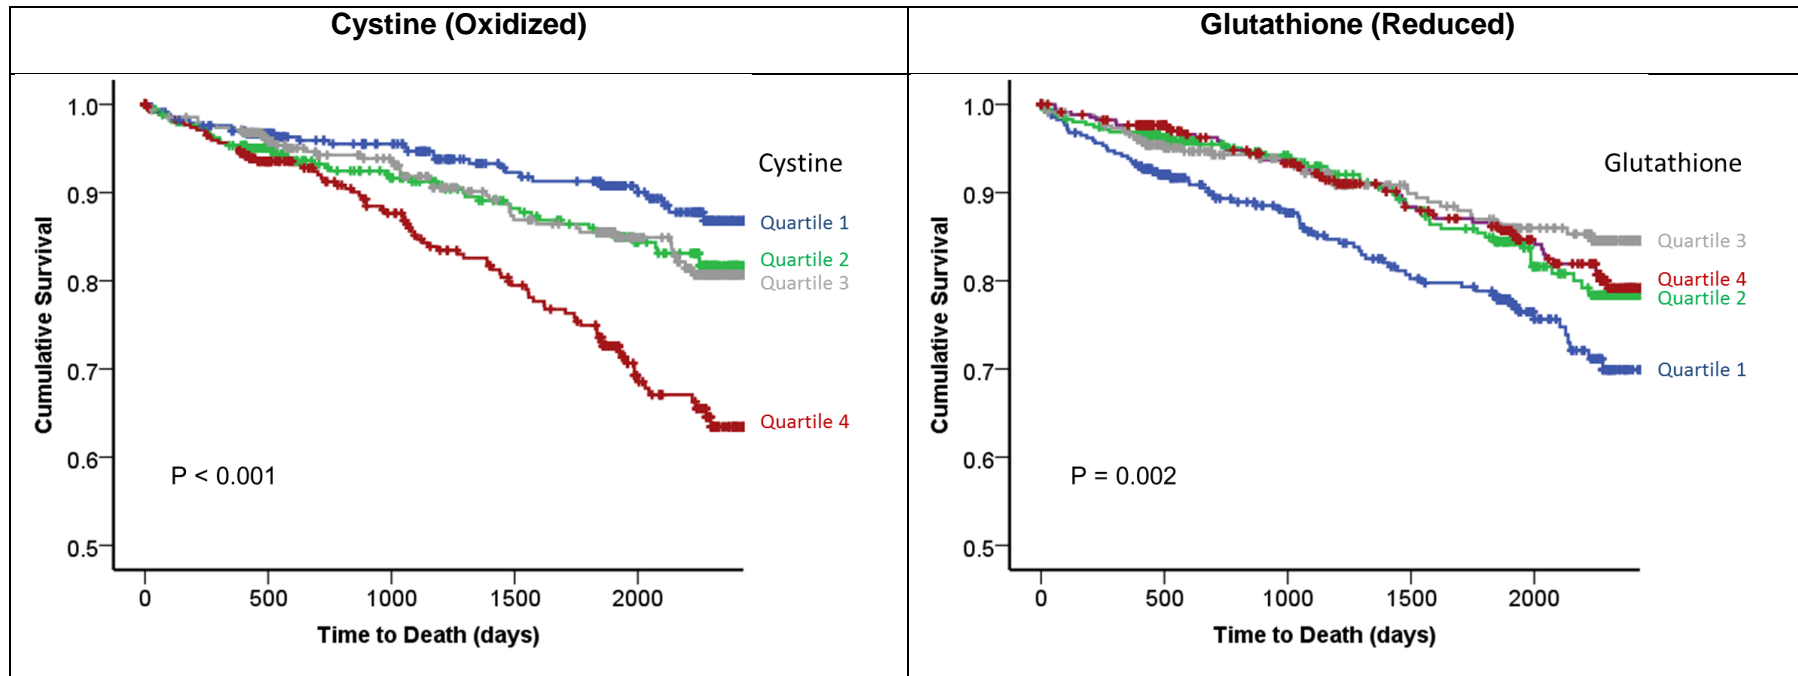 Cystine (Oxidized)
Glutathione (Reduced)
1.0
0.9
0.8
0.7
0.6
0.5
Cumulative Survival
Cystine
Quartile 1
Quartile 2
Quartile 3
Quartile 4
P < 0.001
0 500 1000 1500 2000
Time to Death (days)
1.0
0.9
0.8
0.7
0.6
0.5
Cumulative Survival
Glutathione
Quartile 3
Quartile 4
Quartile 2
Quartile 1
P = 0.002
0 500 1000 1500 2000
Time to Death (days)